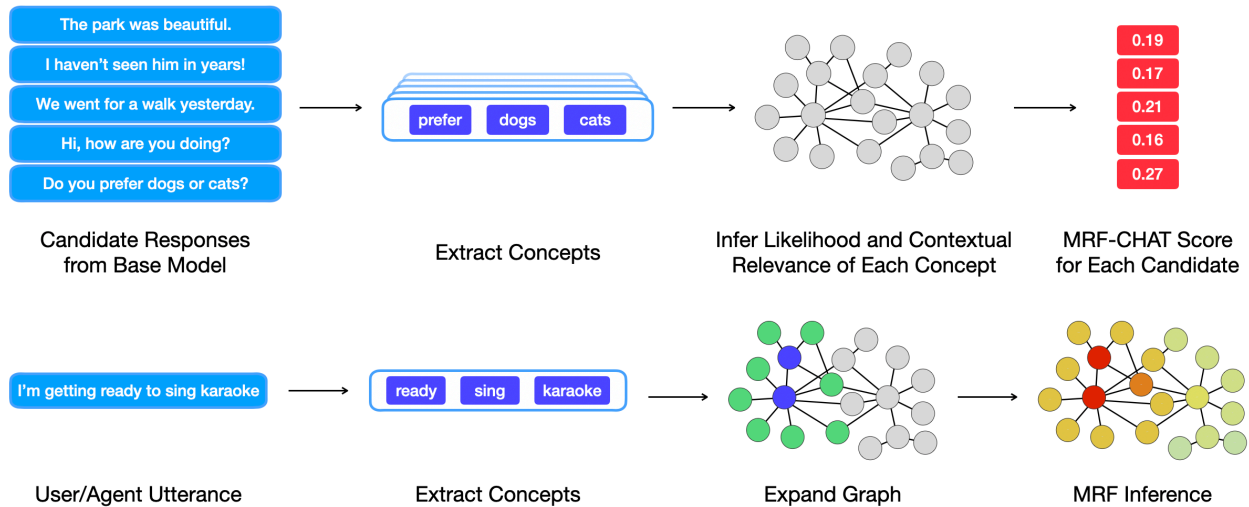 The park was beautiful.
I haven't seen him in years!
We went for a walk yesterday.
Hi, how are you doing?
Do you prefer dogs or cats?
prefer dogs cats
0.19
0.17
0.21
0.16
0.27
Candidate Responses
from Base Model
Extract Concepts
Infer Likelihood and Contextual
Relevance of Each Concept
MRF-CHAT Score
for Each Candidate
I'm getting ready to sing karaoke
ready sing karaoke
User/Agent Utterance
Extract Concepts
Expand Graph
MRF Inference